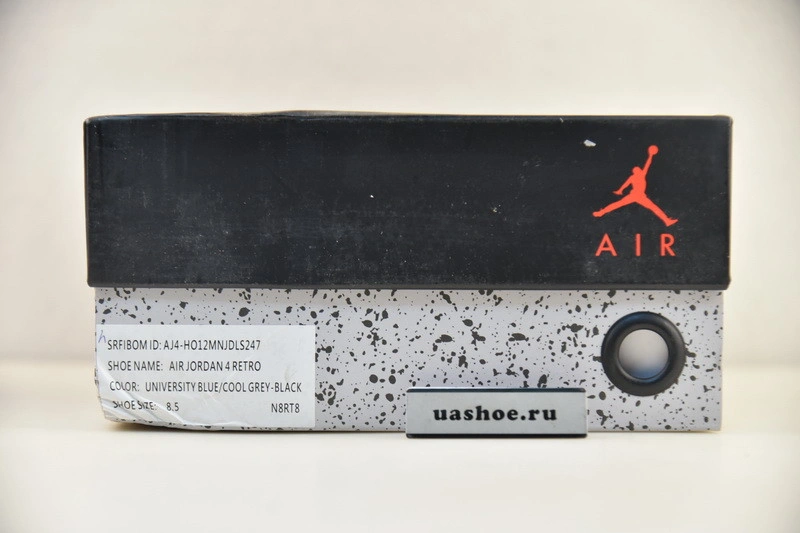 AIR
SRFIBOM ID: AJ4-HO12MNJDLS247
SHOE NAME: AIR JORDAN 4 RETRO
COLOR: UNIVERSITY BLUE/COOL GREY-BLACK
SHOE SIZE: 8.5 N8RT8
uashoe.ru